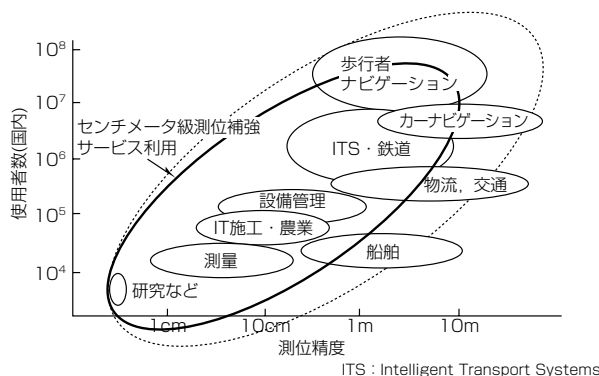 10⁸
10⁷
10⁶
10⁵
10⁴
使用者数(国内)
センチメータ級測位補強
サービス利用
歩行者
ナビゲーション
カーナビゲーション
ITS・鉄道
物流，交通
設備管理
IT施工・農業
測量
船舶
研究など
1cm
10cm
1m
10m
測位精度
ITS：Intelligent Transport Systems